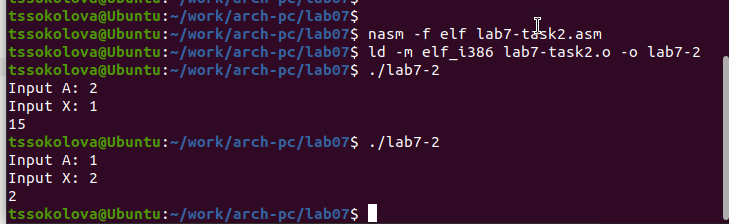 tssokolova@Ubuntu:~/work/arch-pc/lab07$
tssokolova@Ubuntu:~/work/arch-pc/lab07$ nasm -f elf lab7-task2.asm
tssokolova@Ubuntu:~/work/arch-pc/lab07$ ld -m elf_i386 lab7-task2.o -o lab7-2
tssokolova@Ubuntu:~/work/arch-pc/lab07$ ./lab7-2
Input A: 2
Input X: 1
15
tssokolova@Ubuntu:~/work/arch-pc/lab07$ ./lab7-2
Input A: 1
Input X: 2
2
tssokolova@Ubuntu:~/work/arch-pc/lab07$